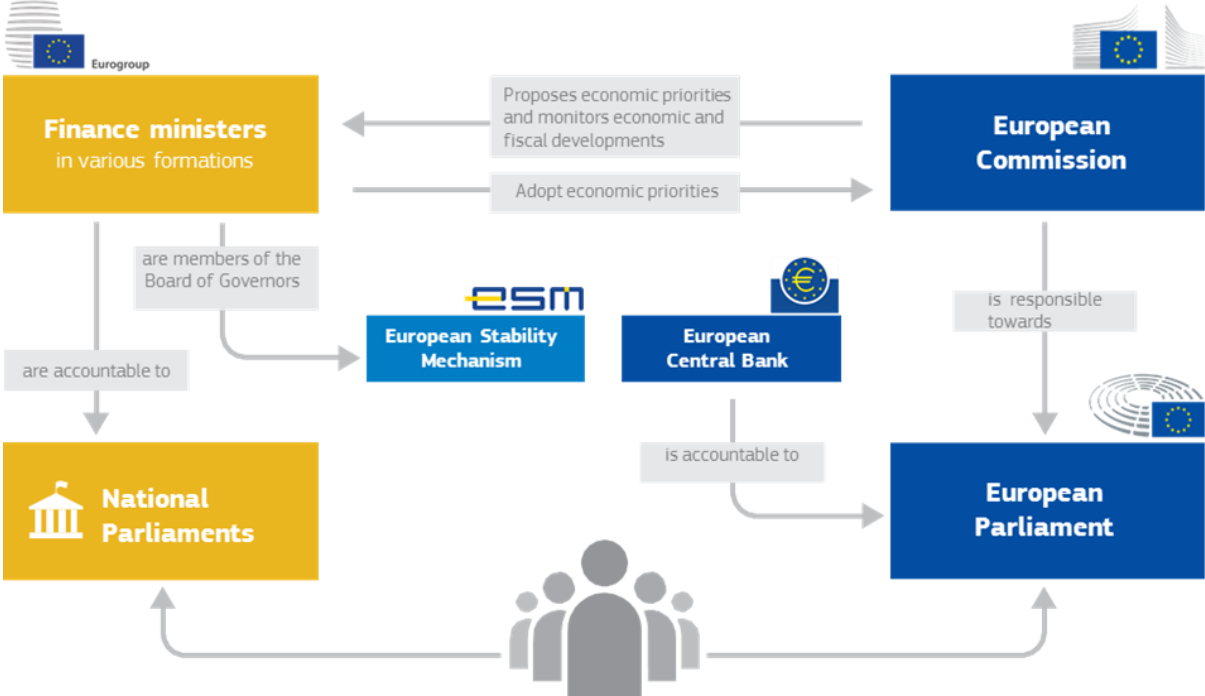 Eurogroup
Finance ministers
in various formations
Proposes economic priorities
and monitors economic and
fiscal developments
European
Commission
Adopt economic priorities
are members of the
Board of Governors
esm
€
is responsible
towards
European Stability
Mechanism
European
Central Bank
are accountable to
is accountable to
National
Parliaments
European
Parliament